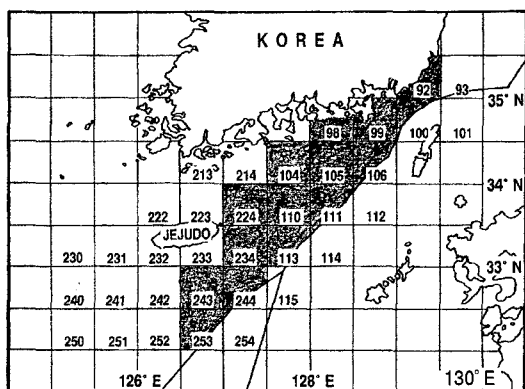 KOREA
92 93
35° N
98 99 100 101
213 214 104 105 106
34° N
222 223 224 110 111 112
JEJUDO
230 231 232 233 234 113 114
33° N
240 241 242 243 244 115
250 251 252 253 254
126° E 128° E 130° E